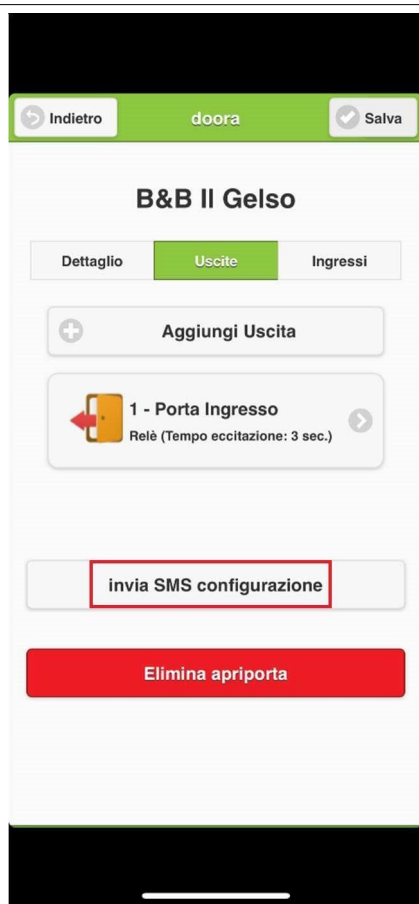 Indietro
doora
Salva
B&B Il Gelso
Dettaglio
Uscite
Ingressi
Aggiungi Uscita
1 - Porta Ingresso
Relè (Tempo eccitazione: 3 sec.)
invia SMS configurazione
Elimina apriporta